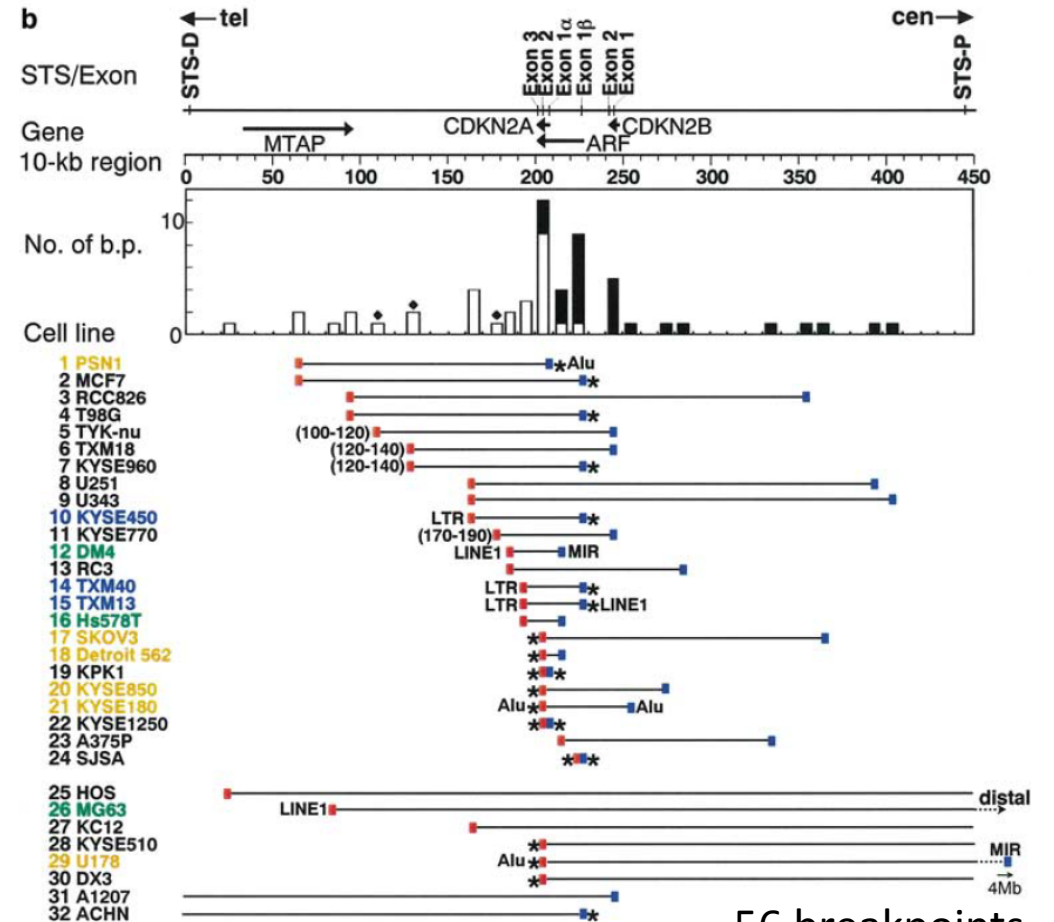 b
←tel
cen→
STS-D
Exon 3
Exon 2
Exon 1α
Exon 1β
Exon 2
Exon 1
STS-P
STS/Exon
Gene
MTAP
CDKN2A
ARF
CDKN2B
10-kb region
0 50 100 150 200 250 300 350 400 450
10
No. of b.p.
0
Cell line
1 PSN1 *Alu
2 MCF7 *
3 RCC826
4 T98G *
5 TYK-nu (100-120)
6 TXM18 (120-140)
7 KYSE960 (120-140) *
8 U251
9 U343
10 KYSE450 LTR *
11 KYSE770 (170-190)
12 DM4 LINE1 MIR
13 RC3
14 TXM40 LTR *
15 TXM13 LTR *LINE1
16 Hs578T
17 SKOV3 *
18 Detroit 562 *
19 KPK1 * *
20 KYSE850 *
21 KYSE180 Alu* Alu
22 KYSE1250 * *
23 A375P
24 SJSA * *
25 HOS distal
26 MG63 LINE1
27 KC12
28 KYSE510 *
29 U178 Alu* MIR
30 DX3 * 4Mb
31 A1207
32 ACHN *